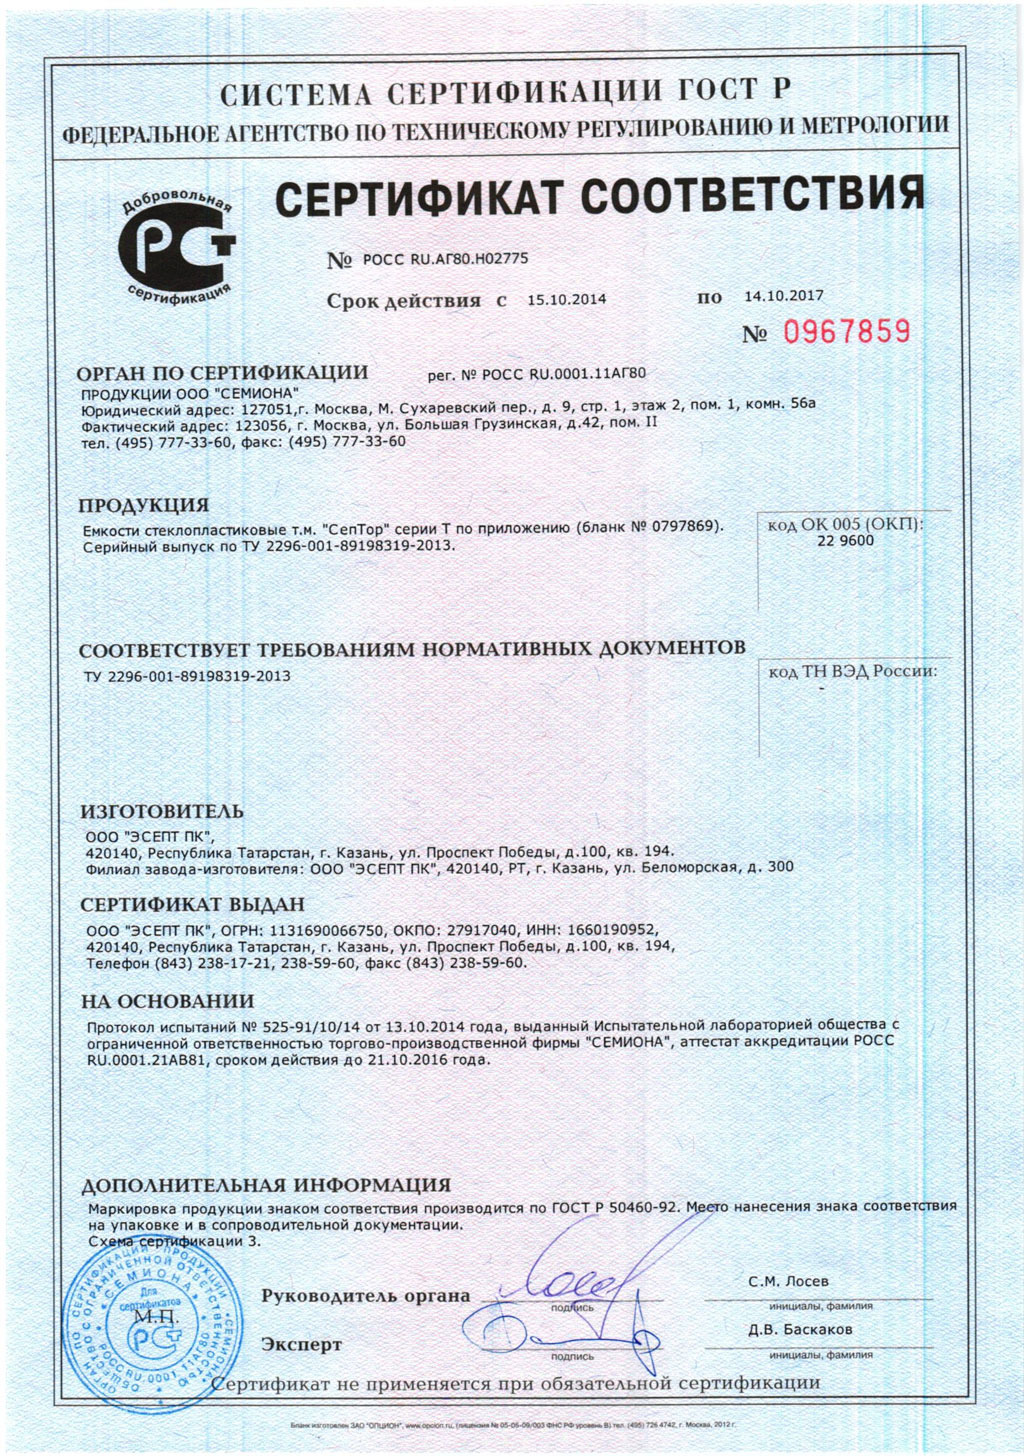 СИСТЕМА СЕРТИФИКАЦИИ ГОСТ Р
ФЕДЕРАЛЬНОЕ АГЕНТСТВО ПО ТЕХНИЧЕСКОМУ РЕГУЛИРОВАНИЮ И МЕТРОЛОГИИ
Добровольная
РСТ
сертификация
СЕРТИФИКАТ СООТВЕТСТВИЯ
№ РОСС RU.АГ80.Н02775
Срок действия с 15.10.2014 по 14.10.2017
№ 0967859
ОРГАН ПО СЕРТИФИКАЦИИ рег. № РОСС RU.0001.11АГ80
ПРОДУКЦИИ ООО "СЕМИОНА"
Юридический адрес: 127051,г. Москва, М. Сухаревский пер., д. 9, стр. 1, этаж 2, пом. 1, комн. 56а
Фактический адрес: 123056, г. Москва, ул. Большая Грузинская, д.42, пом. II
тел. (495) 777-33-60, факс: (495) 777-33-60
ПРОДУКЦИЯ
Емкости стеклопластиковые т.м. "СепТор" серии Т по приложению (бланк № 0797869).
Серийный выпуск по ТУ 2296-001-89198319-2013.
код ОК 005 (ОКП):
22 9600
СООТВЕТСТВУЕТ ТРЕБОВАНИЯМ НОРМАТИВНЫХ ДОКУМЕНТОВ
ТУ 2296-001-89198319-2013
код ТН ВЭД России:
-
ИЗГОТОВИТЕЛЬ
ООО "ЭСЕПТ ПК",
420140, Республика Татарстан, г. Казань, ул. Проспект Победы, д.100, кв. 194.
Филиал завода-изготовителя: ООО "ЭСЕПТ ПК", 420140, РТ, г. Казань, ул. Беломорская, д. 300
СЕРТИФИКАТ ВЫДАН
ООО "ЭСЕПТ ПК", ОГРН: 1131690066750, ОКПО: 27917040, ИНН: 1660190952,
420140, Республика Татарстан, г. Казань, ул. Проспект Победы, д.100, кв. 194,
Телефон (843) 238-17-21, 238-59-60, факс (843) 238-59-60.
НА ОСНОВАНИИ
Протокол испытаний № 525-91/10/14 от 13.10.2014 года, выданный Испытательной лабораторией общества с
ограниченной ответственностью торгово-производственной фирмы "СЕМИОНА", аттестат аккредитации РОСС
RU.0001.21АВ81, сроком действия до 21.10.2016 года.
ДОПОЛНИТЕЛЬНАЯ ИНФОРМАЦИЯ
Маркировка продукции знаком соответствия производится по ГОСТ Р 50460-92. Место нанесения знака соответствия
на упаковке и в сопроводительной документации.
Схема сертификации 3.
ОРГАН ПО СЕРТИФИКАЦИИ ПРОДУКЦИИ "СЕМИОНА"
ОБЩЕСТВО С ОГРАНИЧЕННОЙ ОТВЕТСТВЕННОСТЬЮ
"СЕМИОНА"
Для
сертификатов
М.П.
РСТ
РОСС RU.0001.11АГ80
Руководитель органа
подпись
С.М. Лосев
инициалы, фамилия
Эксперт
подпись
Д.В. Баскаков
инициалы, фамилия
Сертификат не применяется при обязательной сертификации
Бланк изготовлен ЗАО "ОПЦИОН", www.opcion.ru, (лицензия № 05-05-09/003 ФНС РФ уровень В) тел. (495) 726 4742, г. Москва, 2012 г.